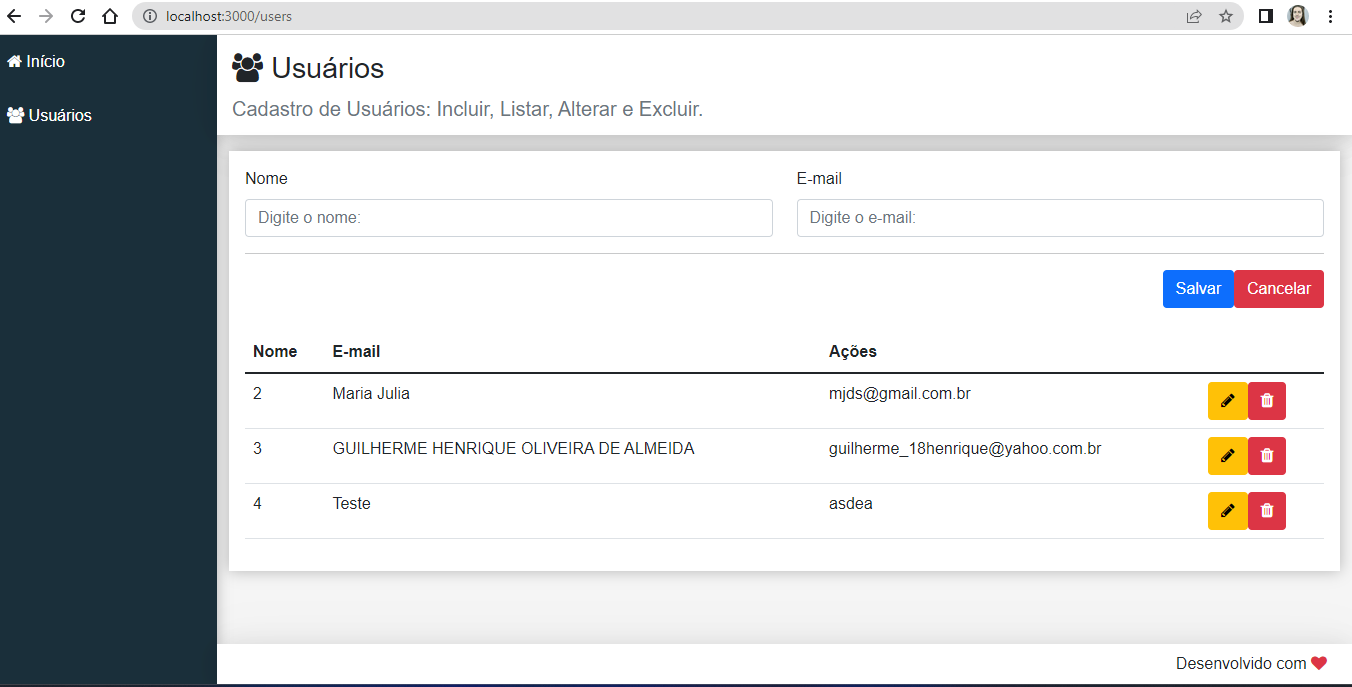 localhost:3000/users
Início
Usuários
Usuários
Cadastro de Usuários: Incluir, Listar, Alterar e Excluir.
Nome E-mail
Digite o nome: Digite o e-mail:
Salvar Cancelar
Nome E-mail Ações
2 Maria Julia mjds@gmail.com.br
3 GUILHERME HENRIQUE OLIVEIRA DE ALMEIDA guilherme_18henrique@yahoo.com.br
4 Teste asdea
Desenvolvido com